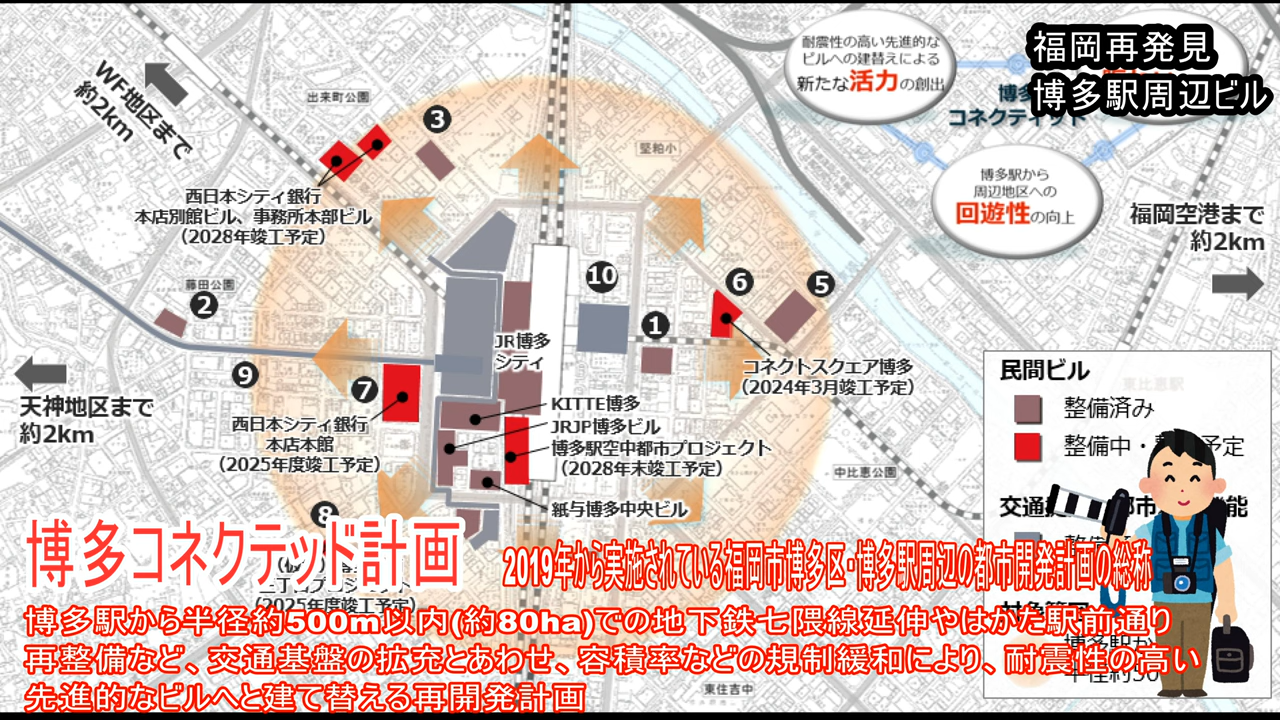 福岡再発見
博多駅周辺ビル
耐震性の高い先進的な
ビルへの建替えによる
新たな活力の創出
コネクティッド
博多駅から
周辺地区への
回遊性の向上
WF地区まで
約2km
出来町公園
3
堅粕小
西日本シティ銀行
本店別館ビル、事務所本部ビル
（2028年竣工予定）
福岡空港まで
約2km
藤田公園
2
10
6
5
1
JR博多
シティ
コネクトスクェア博多
（2024年3月竣工予定）
天神地区まで
約2km
9
7
西日本シティ銀行
本店本館
（2025年度竣工予定）
KITTE博多
JRJP博多ビル
博多駅空中都市プロジェクト
（2028年末竣工予定）
紙与博多中央ビル
中比恵公園
東比恵駅
民間ビル
整備済み
整備中・
予定
8
（2025年度竣工予定）
博多コネクテッド計画
2019年から実施されている福岡市博多区・博多駅周辺の都市開発計画の総称
博多駅から半径約500m以内(約80ha)での地下鉄七隈線延伸やはかた駅前通り
再整備など、交通基盤の拡充とあわせ、容積率などの規制緩和により、耐震性の高い
先進的なビルへと建て替える再開発計画
東住吉中